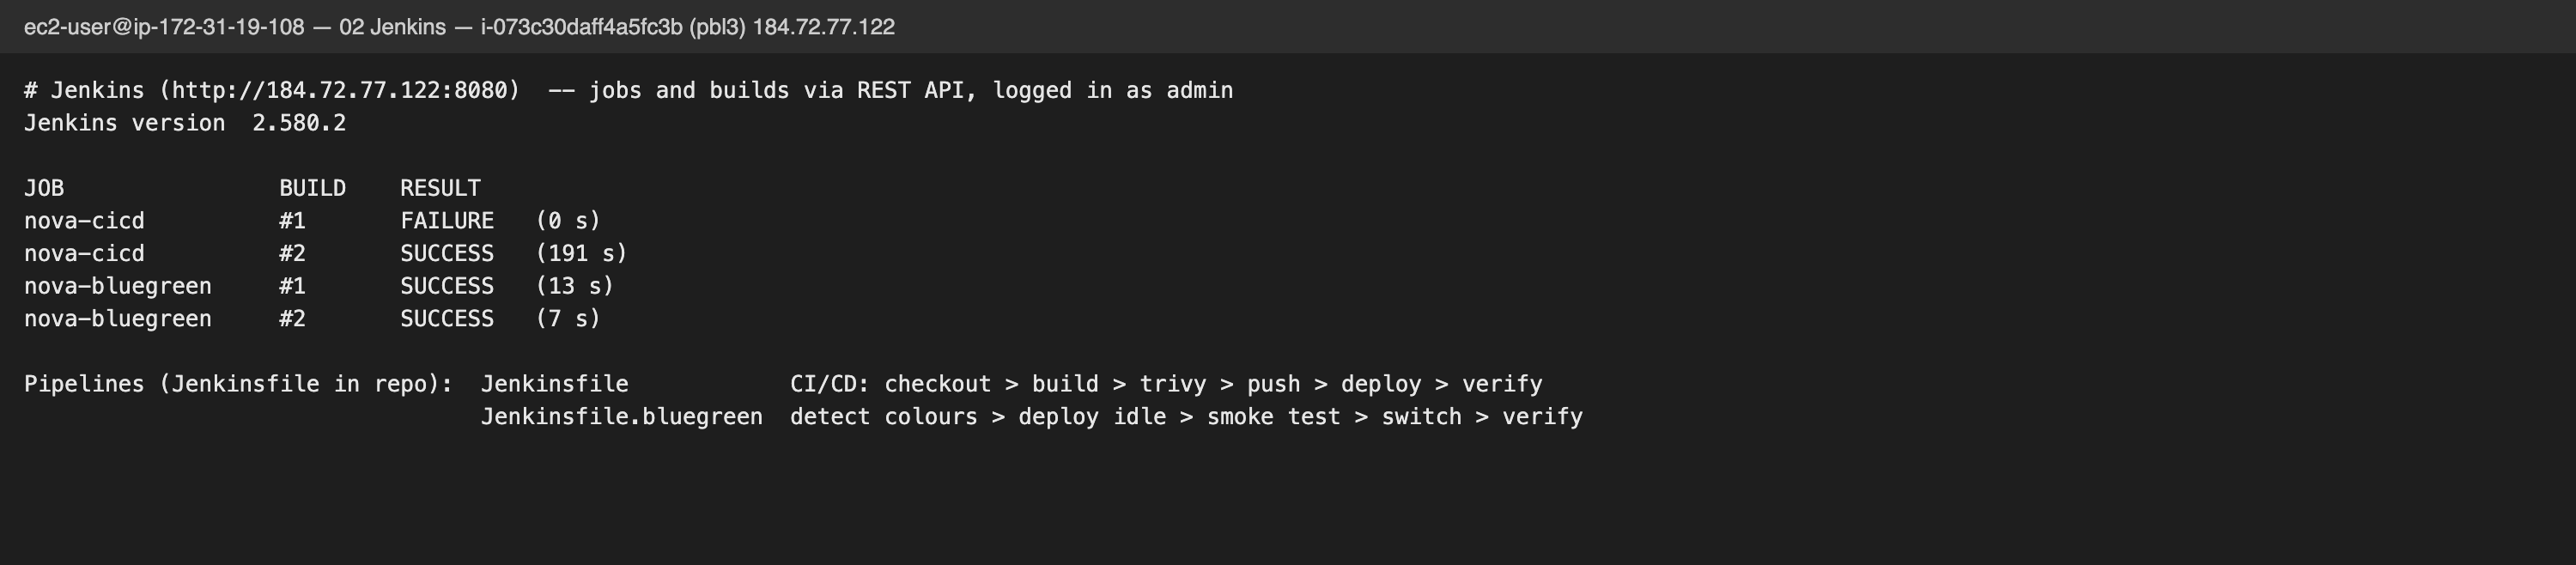 ec2-user@ip-172-31-19-108 — 02 Jenkins — i-073c30daff4a5fc3b (pbl3) 184.72.77.122
# Jenkins (http://184.72.77.122:8080)  -- jobs and builds via REST API, logged in as admin
Jenkins version  2.580.2
JOB                BUILD    RESULT
nova-cicd          #1       FAILURE   (0 s)
nova-cicd          #2       SUCCESS   (191 s)
nova-bluegreen     #1       SUCCESS   (13 s)
nova-bluegreen     #2       SUCCESS   (7 s)
Pipelines (Jenkinsfile in repo):  Jenkinsfile            CI/CD: checkout > build > trivy > push > deploy > verify
                                  Jenkinsfile.bluegreen  detect colours > deploy idle > smoke test > switch > verify